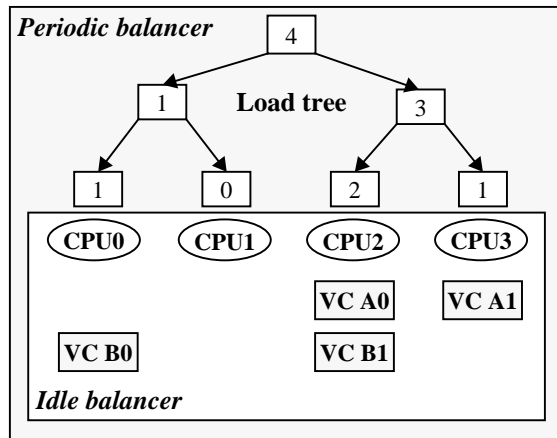 Periodic balancer
4
1
Load tree
3
1 0 2 1
CPU0 CPU1 CPU2 CPU3
VC A0 VC A1
VC B0 VC B1
Idle balancer